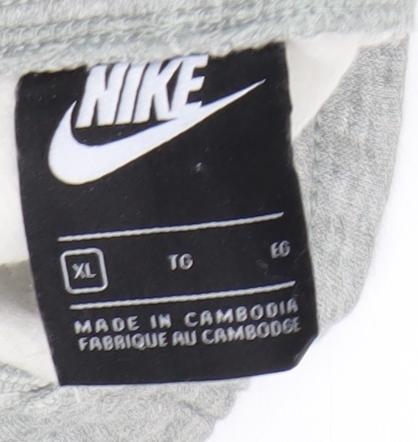 NIKE
XL TG EG
MADE IN CAMBODIA
FABRIQUE AU CAMBODGE